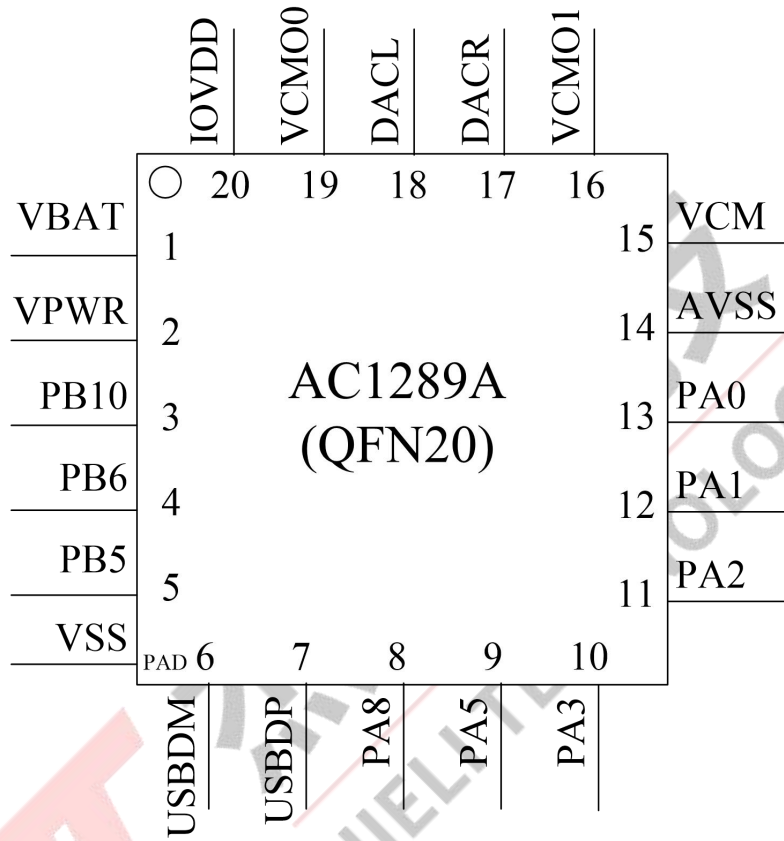 IOVDD
VCMO0
DACL
DACR
VCMO1
20
19
18
17
16
VBAT
1
VPWR
2
PB10
3
PB6
4
PB5
5
VSS
PAD
AC1289A
(QFN20)
15
VCM
14
AVSS
13
PA0
12
PA1
11
PA2
6
7
8
9
10
USBDM
USBDP
PA8
PA5
PA3